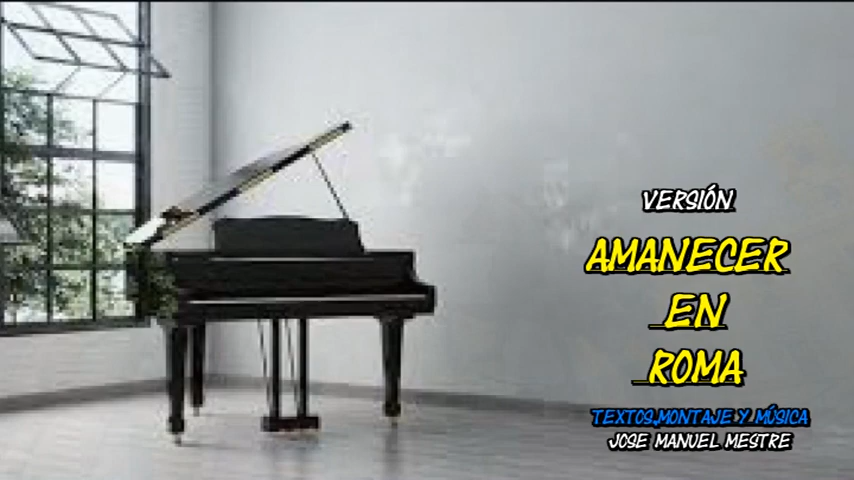 VERSIÓN
AMANECER
EN
ROMA
TEXTOS,MONTAJE Y MÚSICA
JOSE MANUEL MESTRE